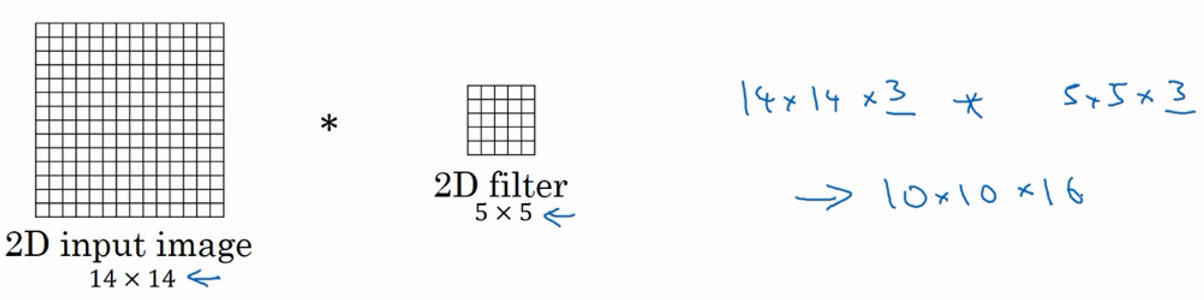 14×14 ×3 * 5×5×3
*
→ 10×10 ×16
2D filter
5 × 5 ←
2D input image
14 × 14 ←